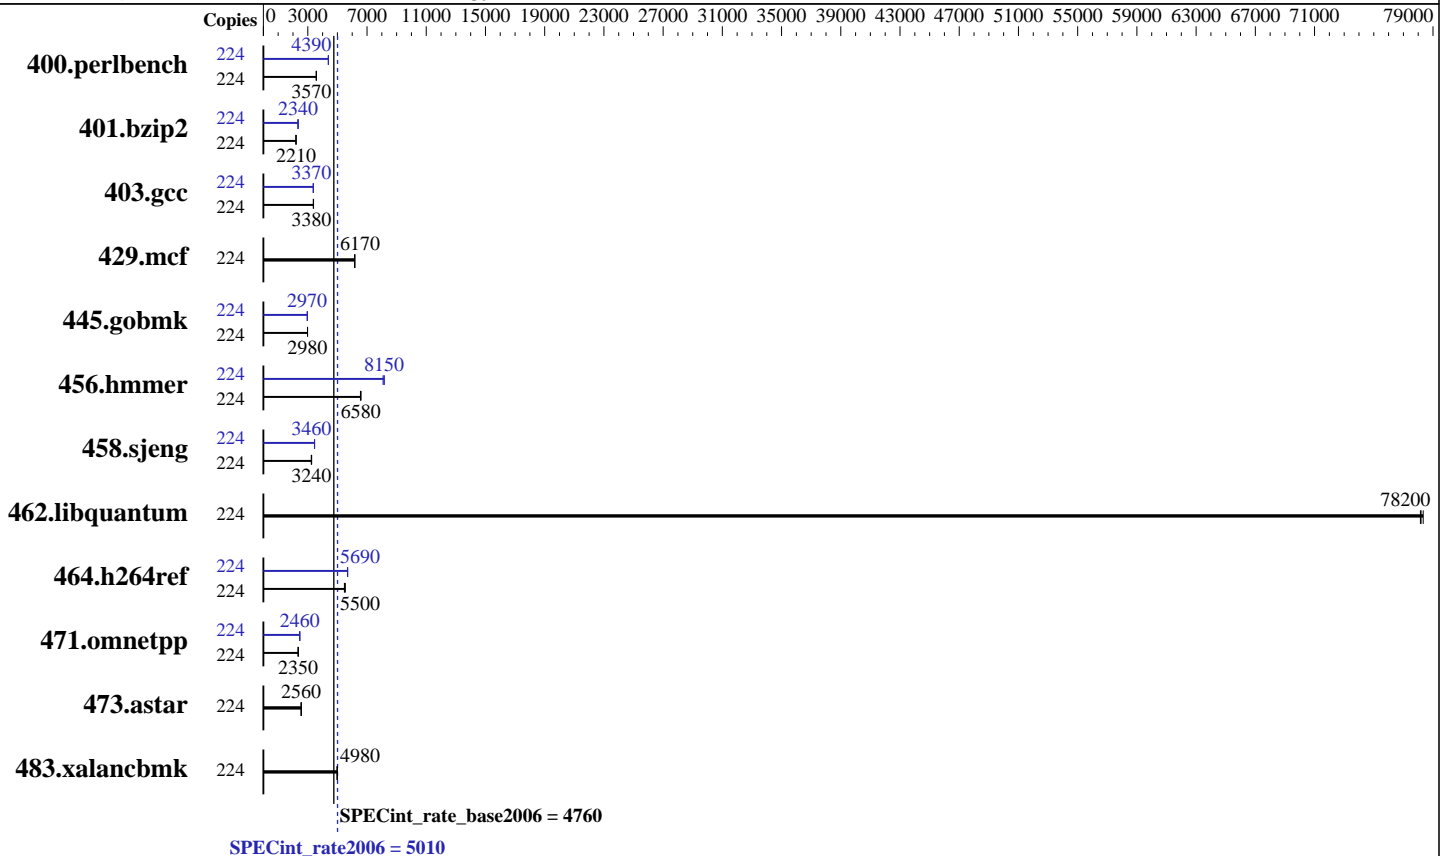 Copies 0 3000 7000 11000 15000 19000 23000 27000 31000 35000 39000 43000 47000 51000 55000 59000 63000 67000 71000 79000
400.perlbench 224 4390
224 3570
401.bzip2 224 2340
224 2210
403.gcc 224 3370
224 3380
429.mcf 224 6170
445.gobmk 224 2970
224 2980
456.hmmer 224 8150
224 6580
458.sjeng 224 3460
224 3240
462.libquantum 224 78200
464.h264ref 224 5690
224 5500
471.omnetpp 224 2460
224 2350
473.astar 224 2560
483.xalancbmk 224 4980
SPECint_rate_base2006 = 4760
SPECint_rate2006 = 5010